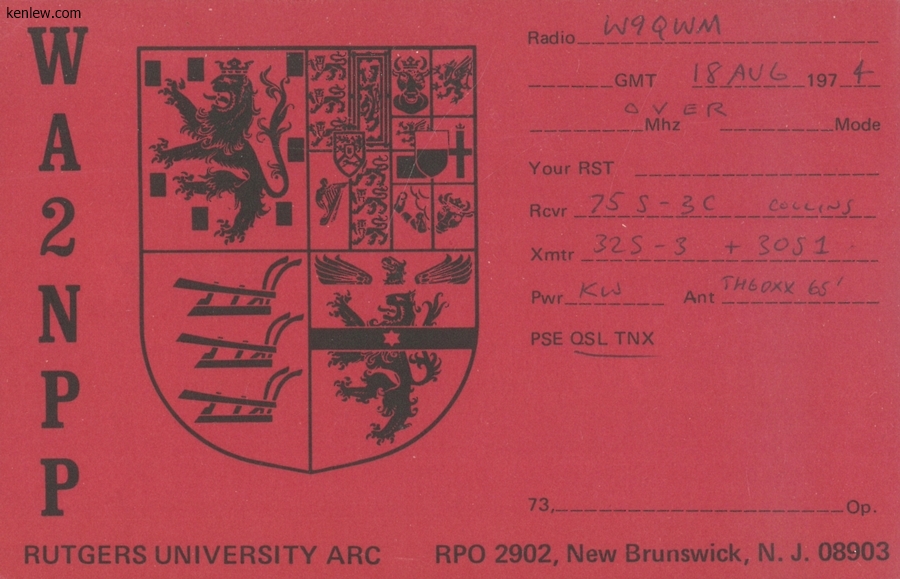 kenlew.com
WA2NPP
Radio W9QWM
GMT 18 AUG 1974
OVER
Mhz Mode
Your RST
Rcvr 75S-3C COLLINS
Xmtr 32S-3 + 30S1
Pwr KW Ant TH6DXX 65'
PSE QSL TNX
73, Op.
RUTGERS UNIVERSITY ARC RPO 2902, New Brunswick, N. J. 08903